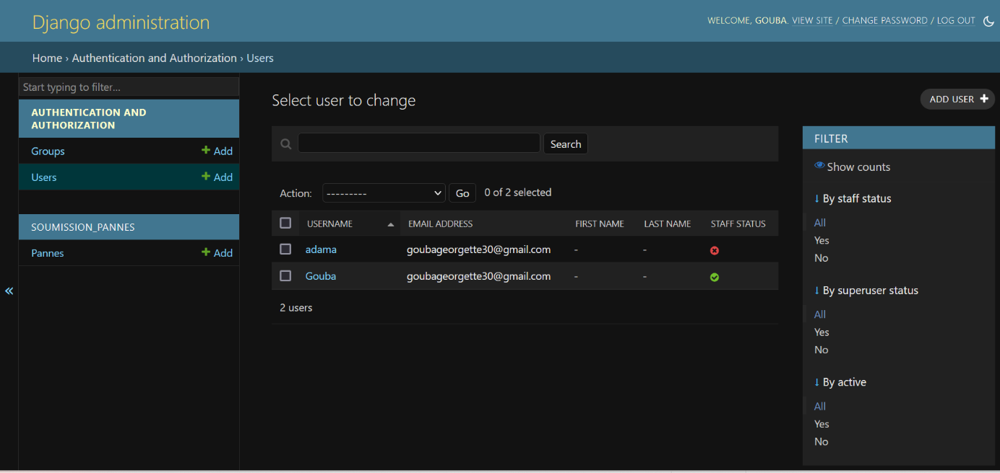 Django administration
WELCOME, GOUBA. VIEW SITE / CHANGE PASSWORD / LOG OUT
Home › Authentication and Authorization › Users
Start typing to filter...
AUTHENTICATION AND
AUTHORIZATION
Groups + Add
Users + Add
SOUMISSION_PANNES
Pannes + Add
«
Select user to change
ADD USER +
Search
Action: --------- Go 0 of 2 selected
USERNAME EMAIL ADDRESS FIRST NAME LAST NAME STAFF STATUS
adama goubageorgette30@gmail.com - -
Gouba goubageorgette30@gmail.com - -
2 users
FILTER
Show counts
↓ By staff status
All
Yes
No
↓ By superuser status
All
Yes
No
↓ By active
All
Yes
No